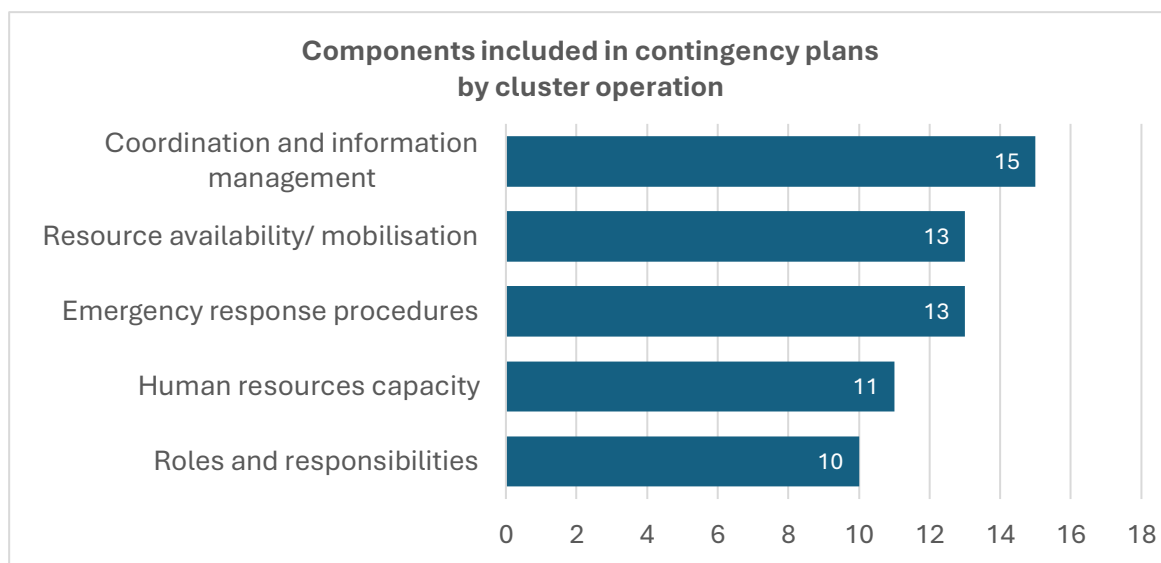 Components included in contingency plans
by cluster operation
Coordination and information
management
15
Resource availability/ mobilisation
13
Emergency response procedures
13
Human resources capacity
11
Roles and responsibilities
10
0 2 4 6 8 10 12 14 16 18